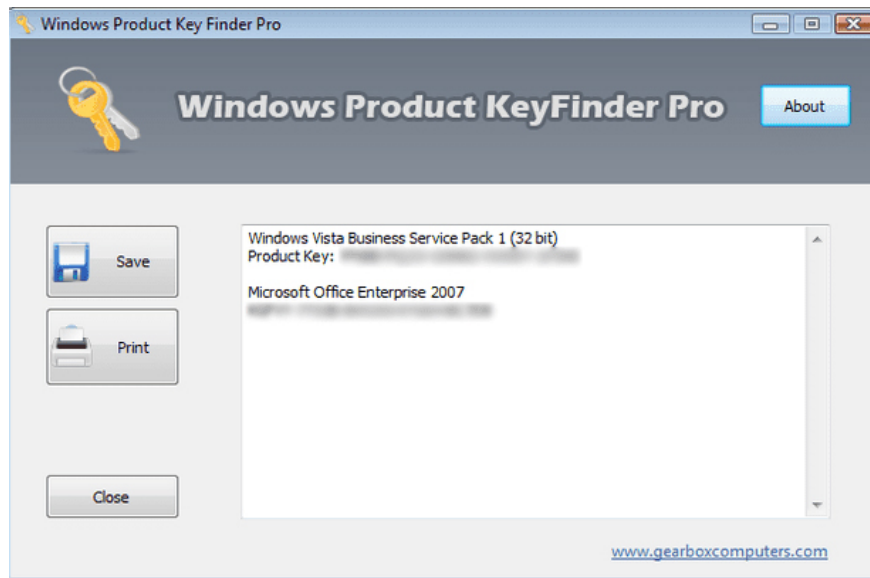 Windows Product Key Finder Pro
Windows Product KeyFinder Pro
About
Save
Print
Close
Windows Vista Business Service Pack 1 (32 bit)
Product Key:
Microsoft Office Enterprise 2007
www.gearboxcomputers.com